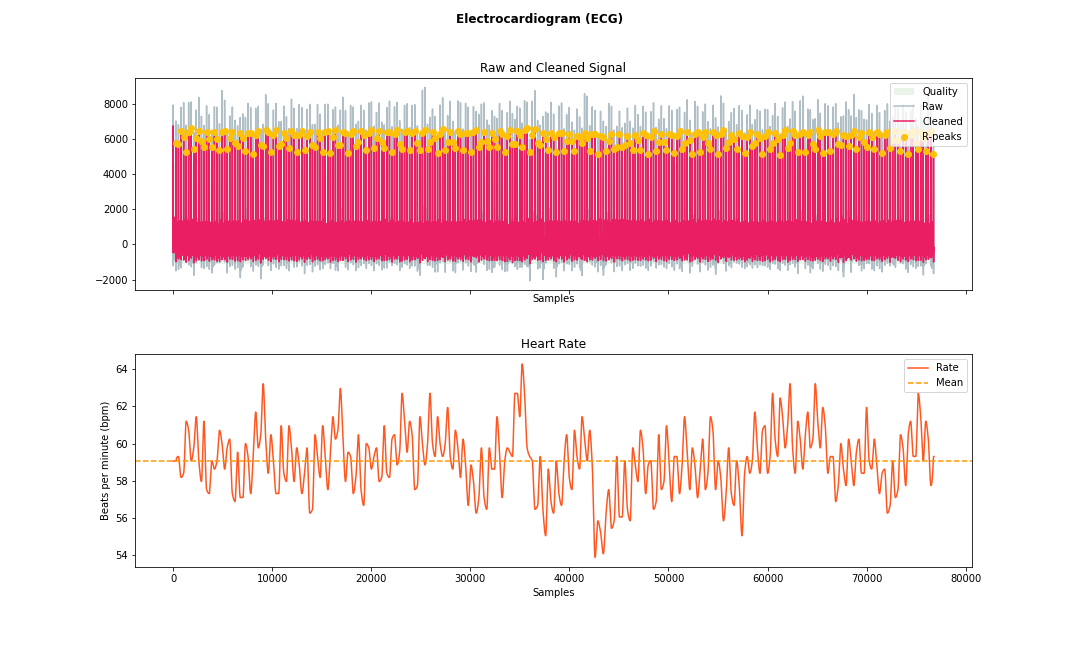 Electrocardiogram (ECG)
Raw and Cleaned Signal
Quality
Raw
Cleaned
R-peaks
8000
6000
4000
2000
0
−2000
Samples
Heart Rate
Rate
Mean
Beats per minute (bpm)
64
62
60
58
56
54
0 10000 20000 30000 40000 50000 60000 70000 80000
Samples